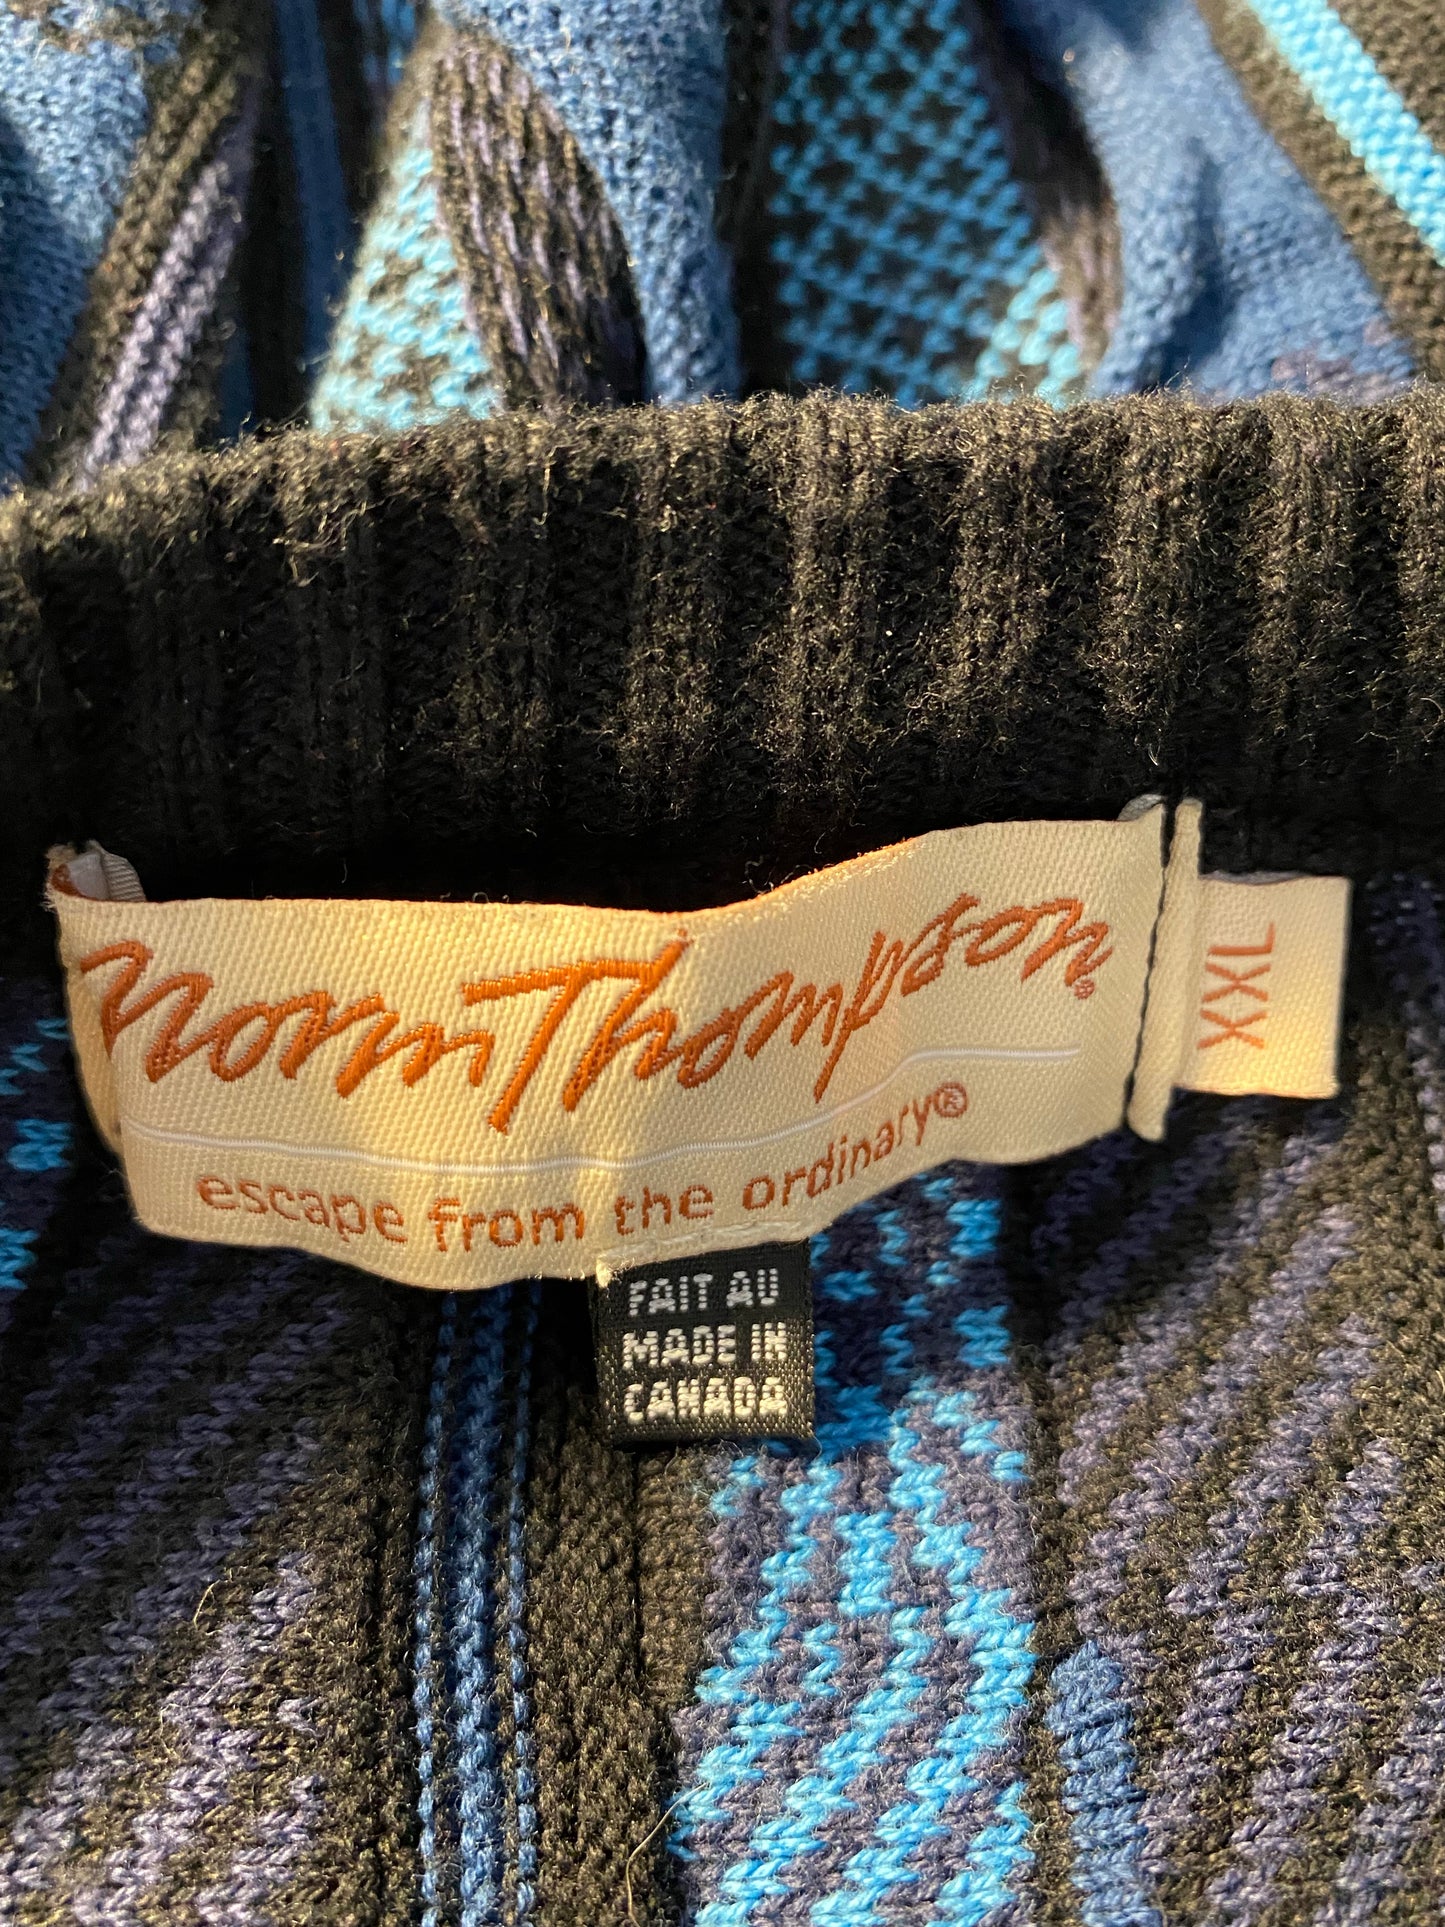 Norm Thompson®
escape from the ordinary®
XXL
FAIT AU
MADE IN
CANADA